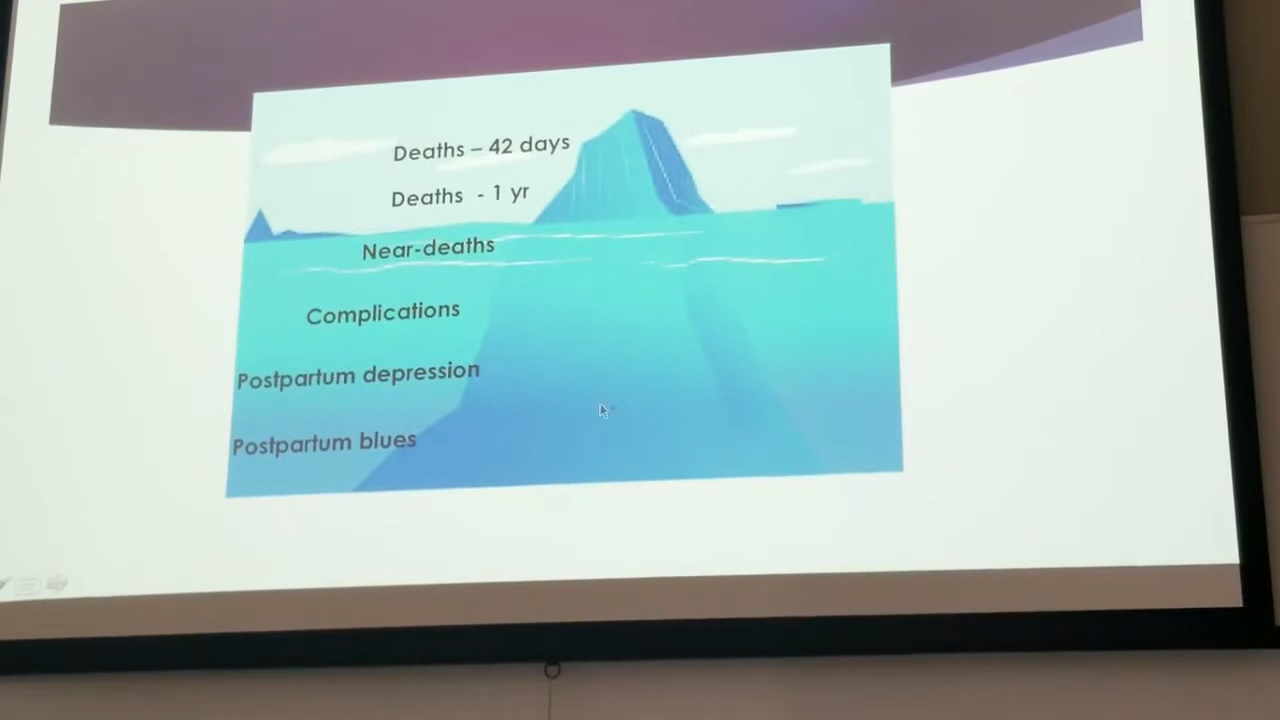 Deaths – 42 days
Deaths - 1 yr
Near-deaths
Complications
Postpartum depression
Postpartum blues